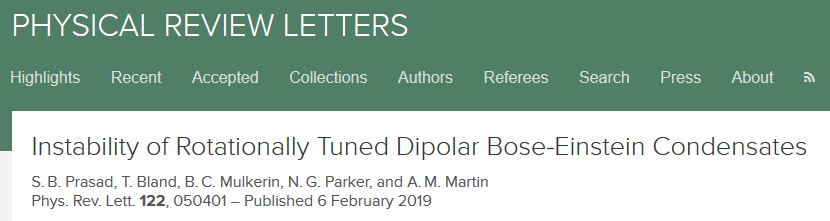 PHYSICAL REVIEW LETTERS
Highlights Recent Accepted Collections Authors Referees Search Press About
Instability of Rotationally Tuned Dipolar Bose-Einstein Condensates
S. B. Prasad, T. Bland, B. C. Mulkerin, N. G. Parker, and A. M. Martin
Phys. Rev. Lett. 122, 050401 – Published 6 February 2019